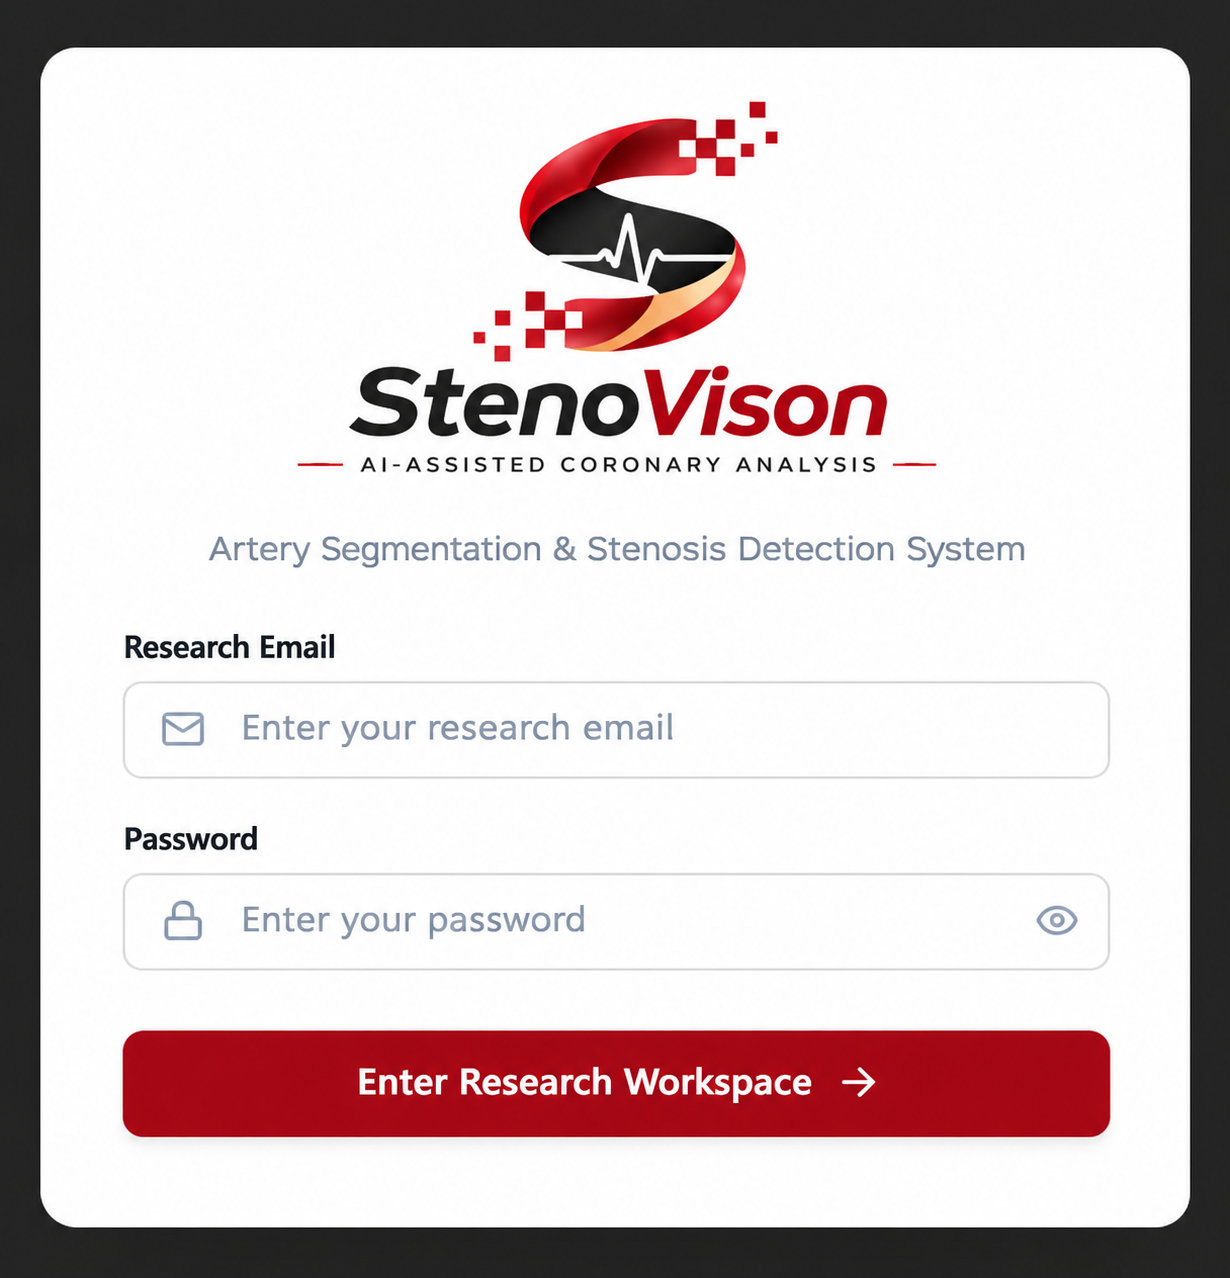 StenoVison
AI-ASSISTED CORONARY ANALYSIS
Artery Segmentation & Stenosis Detection System
Research Email
Enter your research email
Password
Enter your password
Enter Research Workspace →